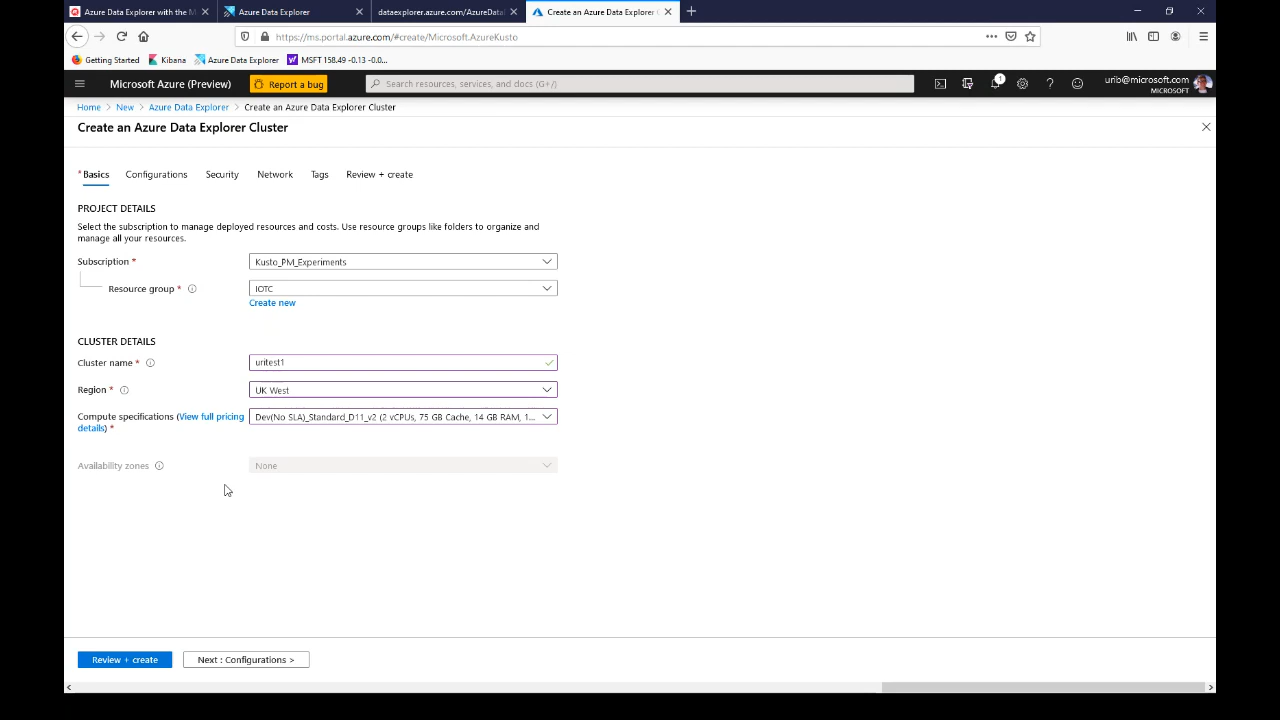 Azure Data Explorer with the M
Azure Data Explorer
dataexplorer.azure.com/AzureData
Create an Azure Data Explorer C
https://ms.portal.azure.com/#create/Microsoft.AzureKusto
Getting Started
Kibana
Azure Data Explorer
MSFT 158.49 -0.13 -0.0...
Microsoft Azure (Preview)
Report a bug
Search resources, services, and docs (G+/)
1
urib@microsoft.com
MICROSOFT
Home > New > Azure Data Explorer > Create an Azure Data Explorer Cluster
Create an Azure Data Explorer Cluster
* Basics
Configurations
Security
Network
Tags
Review + create
PROJECT DETAILS
Select the subscription to manage deployed resources and costs. Use resource groups like folders to organize and
manage all your resources.
Subscription *
Kusto_PM_Experiments
Resource group *
IOTC
Create new
CLUSTER DETAILS
Cluster name *
uritest1
Region *
UK West
Compute specifications (View full pricing
details) *
Dev(No SLA)_Standard_D11_v2 (2 vCPUs, 75 GB Cache, 14 GB RAM, 1...
Availability zones
None
Review + create
Next : Configurations >